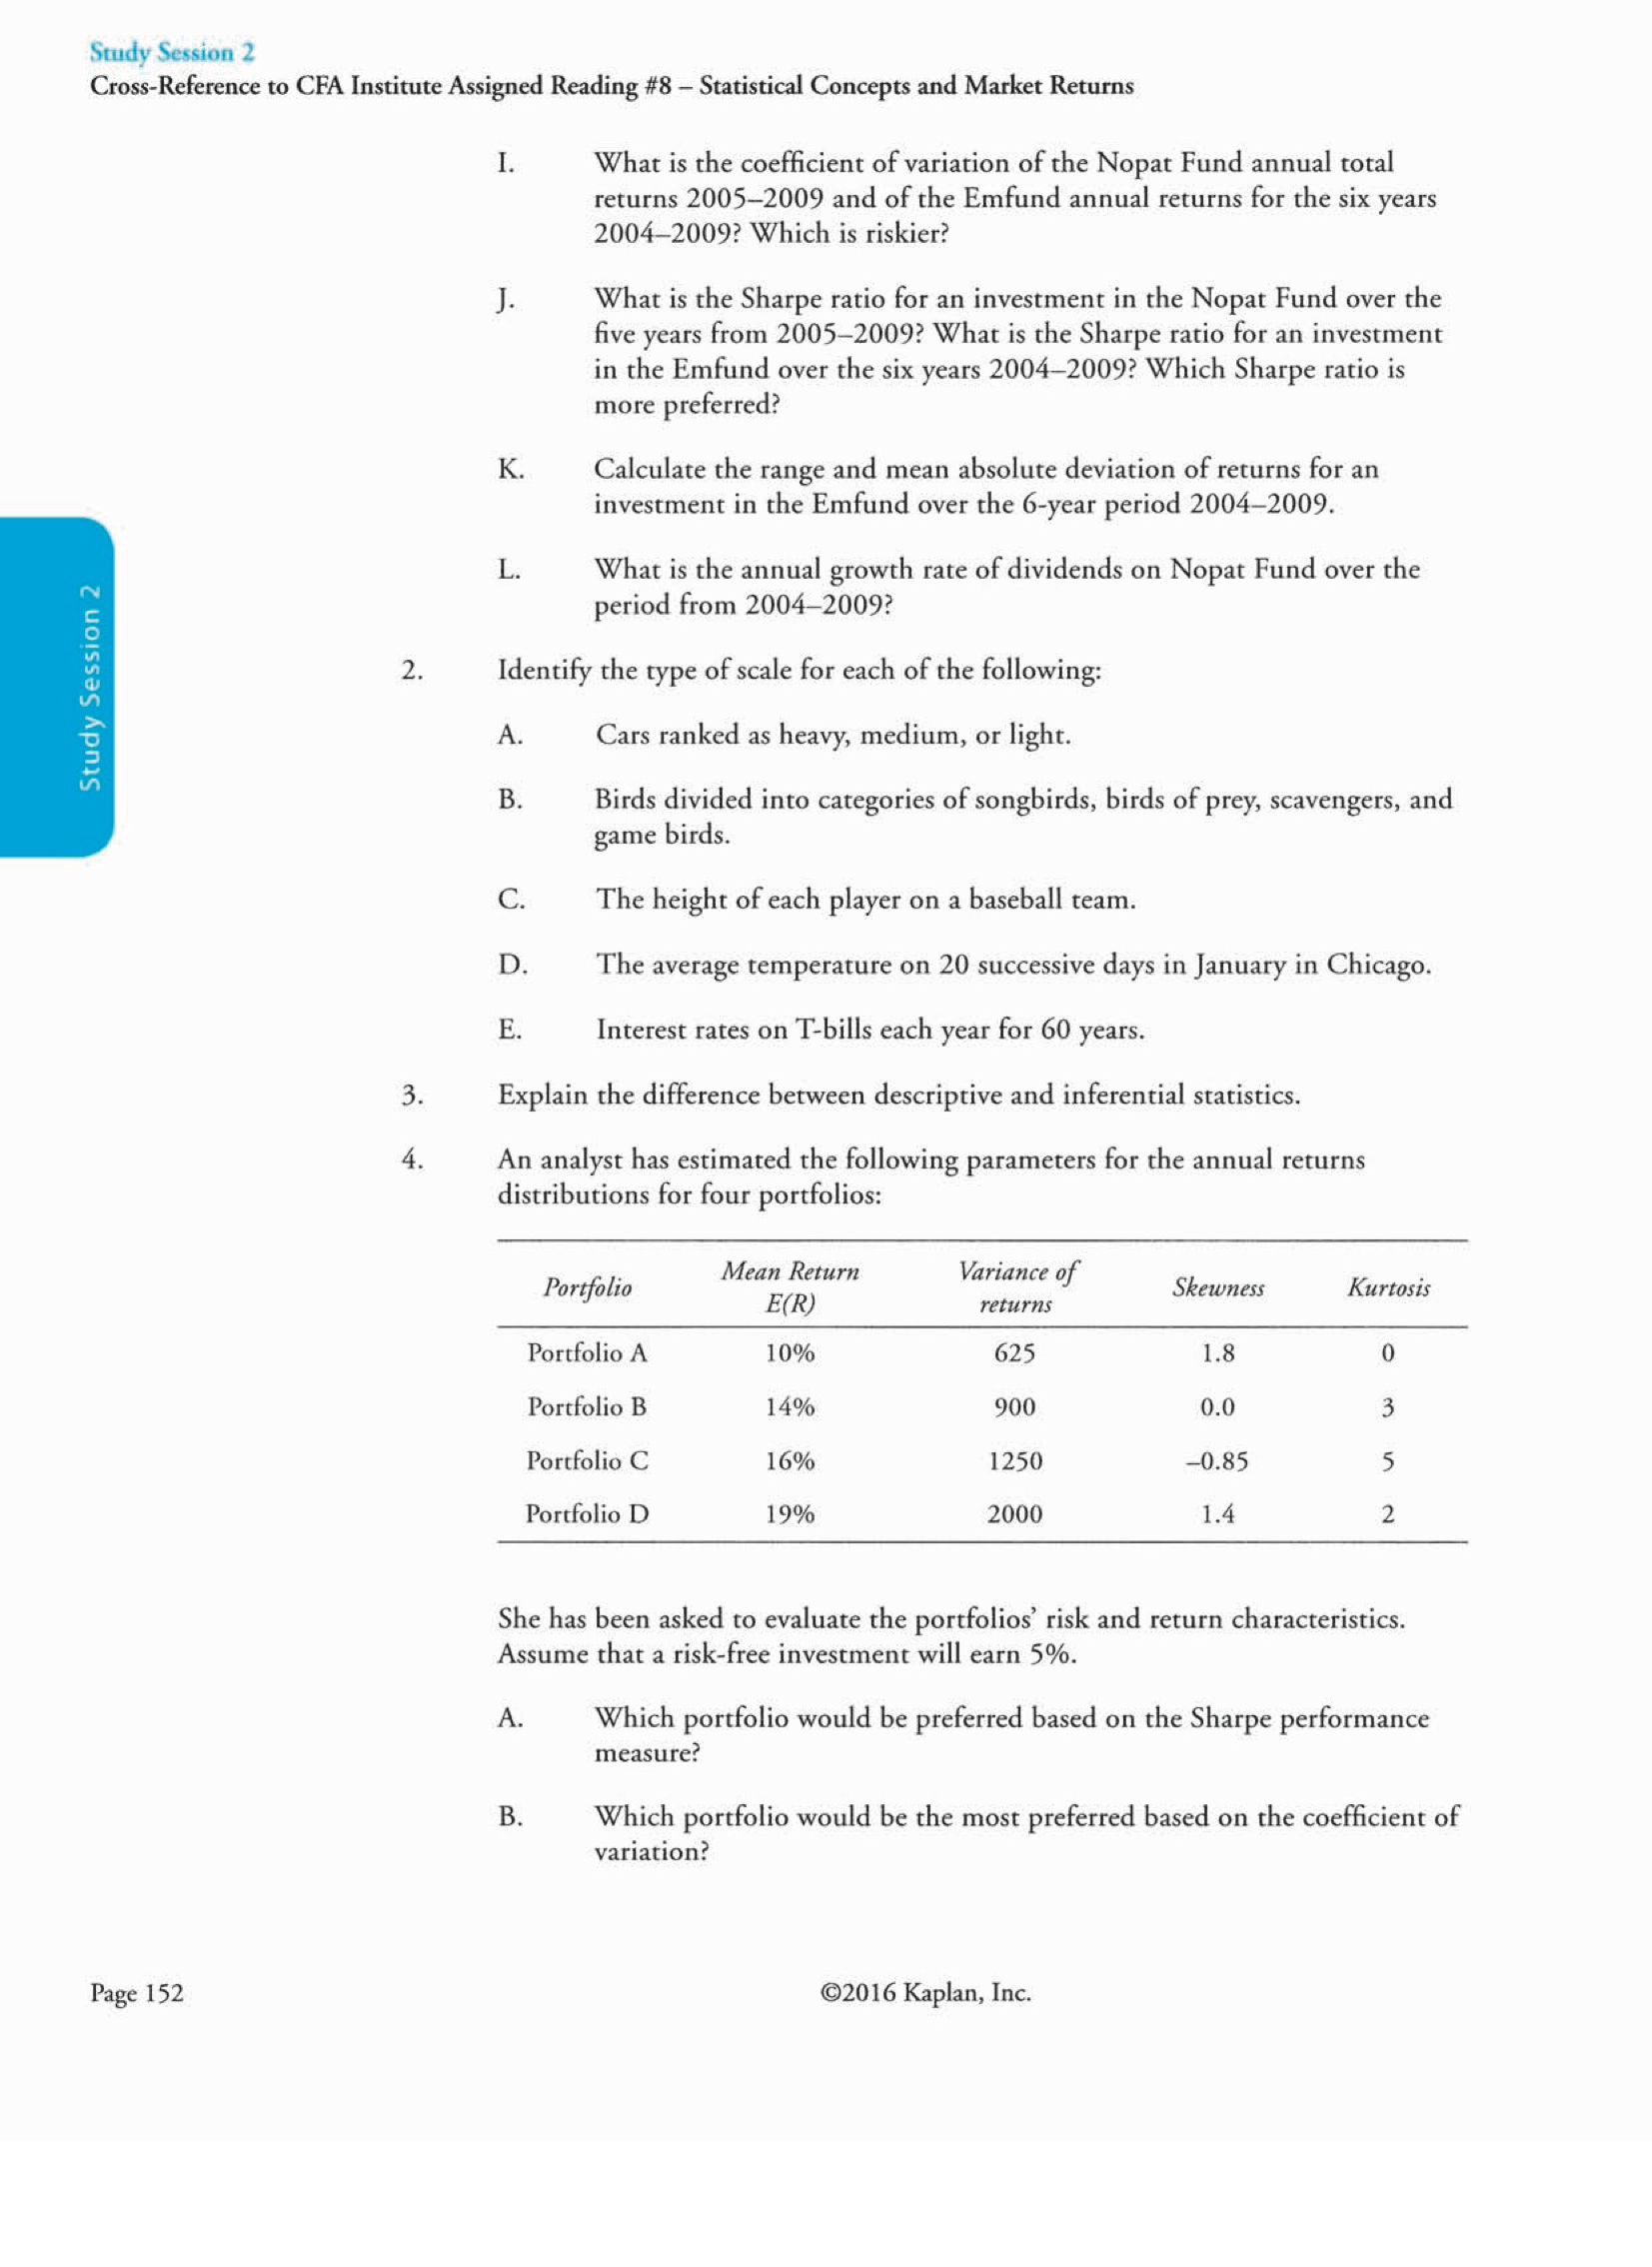 Study Session 2
Cross-Reference to CFA Institute Assigned Reading #8 – Statistical Concepts and Market Returns
I. What is the coefficient of variation of the Nopat Fund annual total
returns 2005–2009 and of the Emfund annual returns for the six years
2004–2009? Which is riskier?
J. What is the Sharpe ratio for an investment in the Nopat Fund over the
five years from 2005–2009? What is the Sharpe ratio for an investment
in the Emfund over the six years 2004–2009? Which Sharpe ratio is
more preferred?
K. Calculate the range and mean absolute deviation of returns for an
investment in the Emfund over the 6-year period 2004–2009.
L. What is the annual growth rate of dividends on Nopat Fund over the
period from 2004–2009?
Study Session 2
2. Identify the type of scale for each of the following:
A. Cars ranked as heavy, medium, or light.
B. Birds divided into categories of songbirds, birds of prey, scavengers, and
game birds.
C. The height of each player on a baseball team.
D. The average temperature on 20 successive days in January in Chicago.
E. Interest rates on T-bills each year for 60 years.
3. Explain the difference between descriptive and inferential statistics.
4. An analyst has estimated the following parameters for the annual returns
distributions for four portfolios:
Portfolio Mean Return E(R) Variance of returns Skewness Kurtosis
Portfolio A 10% 625 1.8 0
Portfolio B 14% 900 0.0 3
Portfolio C 16% 1250 –0.85 5
Portfolio D 19% 2000 1.4 2
She has been asked to evaluate the portfolios’ risk and return characteristics.
Assume that a risk-free investment will earn 5%.
A. Which portfolio would be preferred based on the Sharpe performance
measure?
B. Which portfolio would be the most preferred based on the coefficient of
variation?
Page 152 ©2016 Kaplan, Inc.